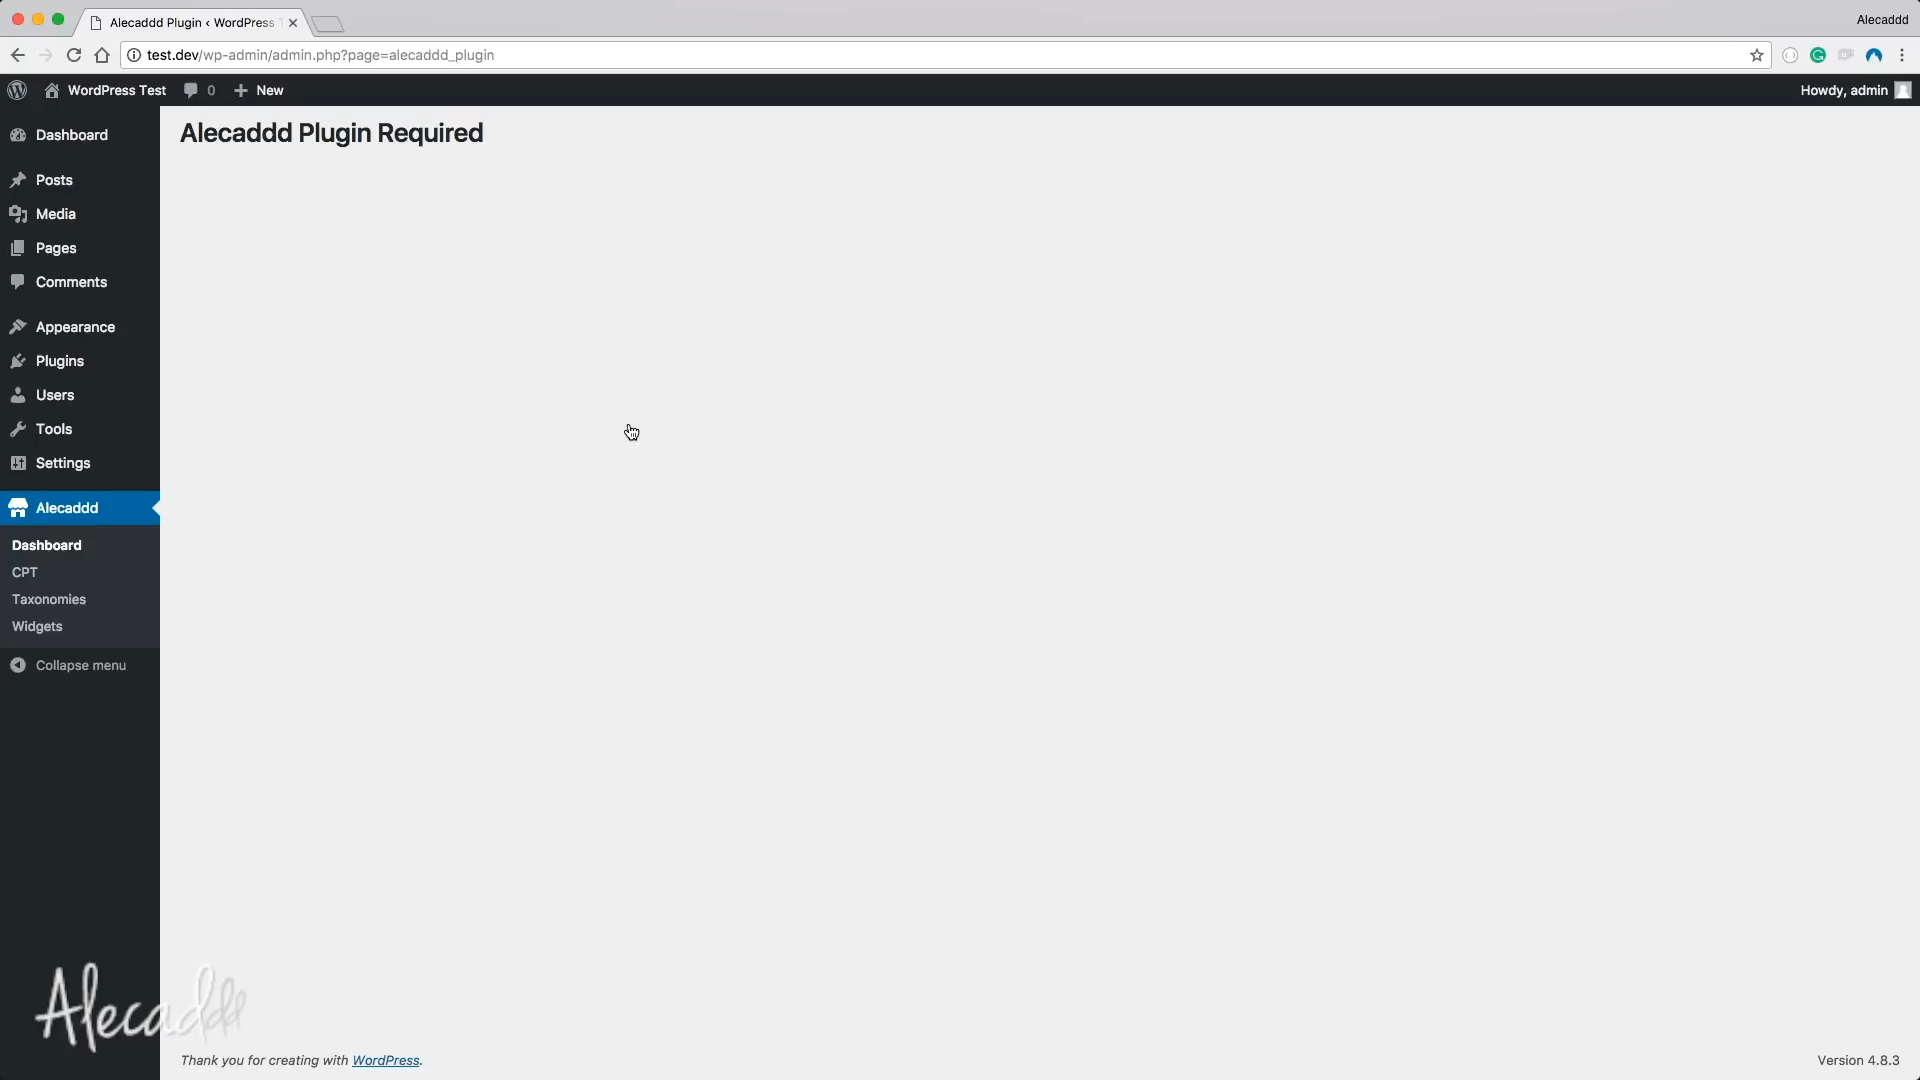 Alecaddd Plugin ‹ WordPress
Alecaddd
test.dev/wp-admin/admin.php?page=alecaddd_plugin
WordPress Test
0
New
Howdy, admin
Dashboard
Posts
Media
Pages
Comments
Appearance
Plugins
Users
Tools
Settings
Alecaddd
Dashboard
CPT
Taxonomies
Widgets
Collapse menu
Alecaddd Plugin Required
Alecadd
Thank you for creating with WordPress.
Version 4.8.3